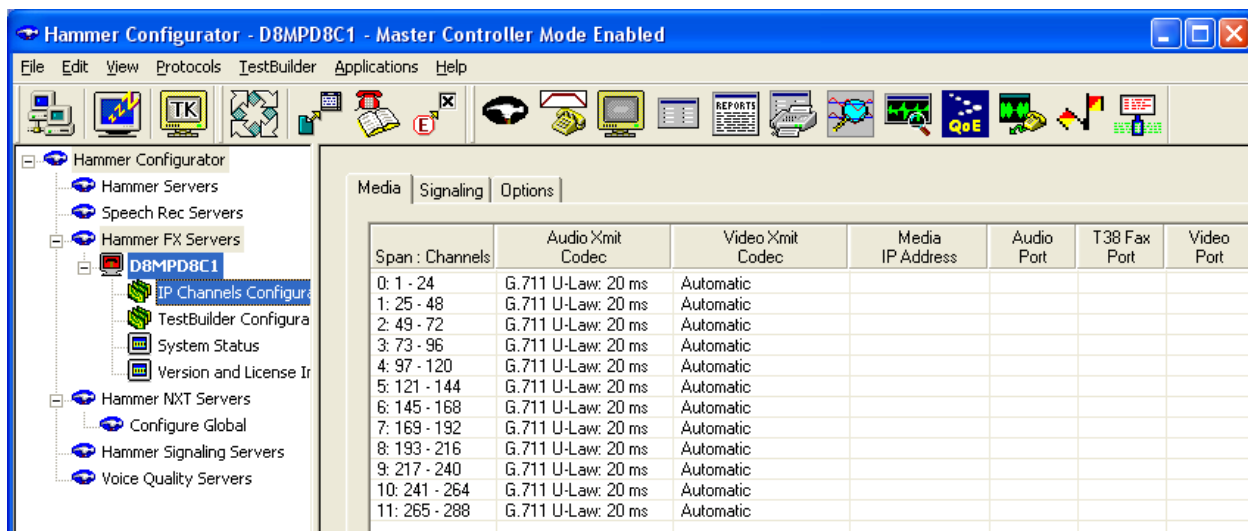 Hammer Configurator - D8MPD8C1 - Master Controller Mode Enabled
File Edit View Protocols TestBuilder Applications Help
TK E REPORTS QoE
Hammer Configurator
Hammer Servers
Speech Rec Servers
Hammer FX Servers
D8MPD8C1
IP Channels Configura
TestBuilder Configura
System Status
Version and License In
Hammer NXT Servers
Configure Global
Hammer Signaling Servers
Voice Quality Servers
Media Signaling Options
Span : Channels Audio Xmit Codec Video Xmit Codec Media IP Address Audio Port T38 Fax Port Video Port
0: 1 - 24 G.711 U-Law: 20 ms Automatic
1: 25 - 48 G.711 U-Law: 20 ms Automatic
2: 49 - 72 G.711 U-Law: 20 ms Automatic
3: 73 - 96 G.711 U-Law: 20 ms Automatic
4: 97 - 120 G.711 U-Law: 20 ms Automatic
5: 121 - 144 G.711 U-Law: 20 ms Automatic
6: 145 - 168 G.711 U-Law: 20 ms Automatic
7: 169 - 192 G.711 U-Law: 20 ms Automatic
8: 193 - 216 G.711 U-Law: 20 ms Automatic
9: 217 - 240 G.711 U-Law: 20 ms Automatic
10: 241 - 264 G.711 U-Law: 20 ms Automatic
11: 265 - 288 G.711 U-Law: 20 ms Automatic